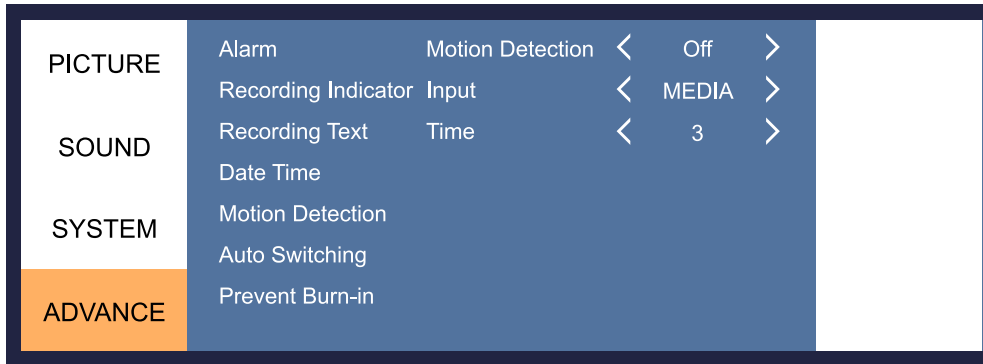 PICTURE
SOUND
SYSTEM
ADVANCE
Alarm
Recording Indicator
Recording Text
Date Time
Motion Detection
Auto Switching
Prevent Burn-in
Motion Detection < Off >
Input < MEDIA >
Time < 3 >